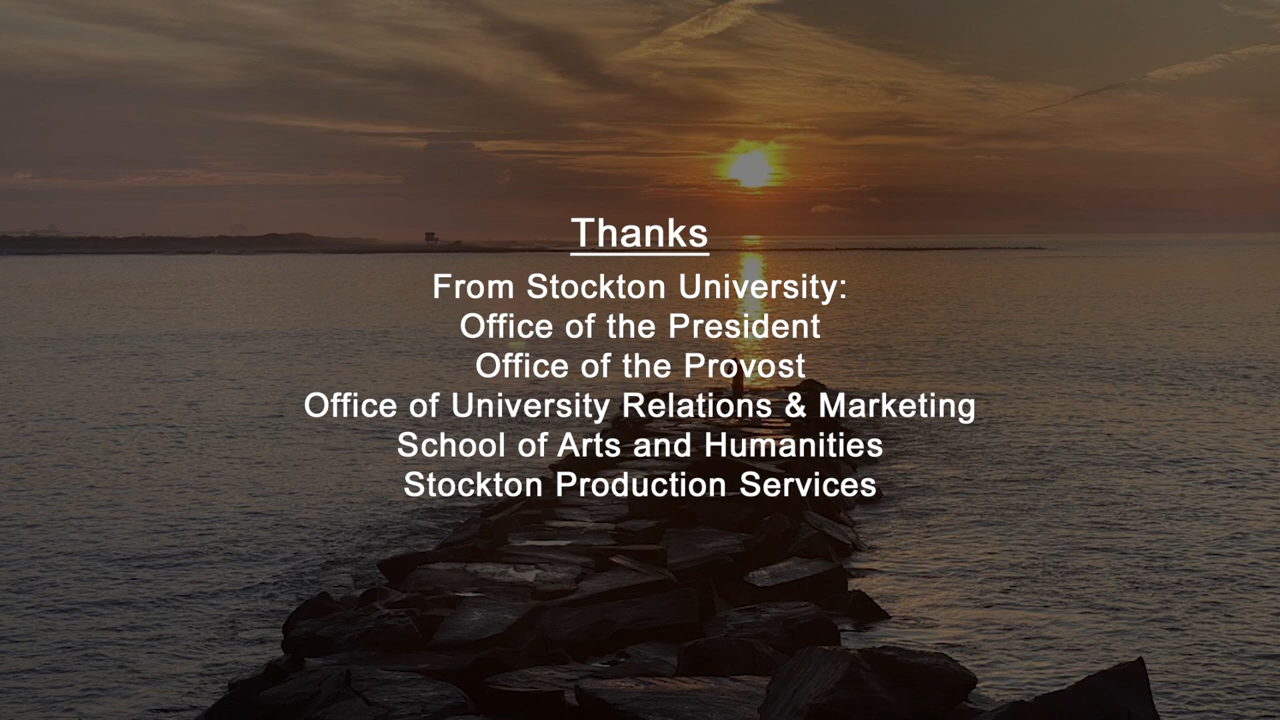 Thanks
From Stockton University:
Office of the President
Office of the Provost
Office of University Relations & Marketing
School of Arts and Humanities
Stockton Production Services